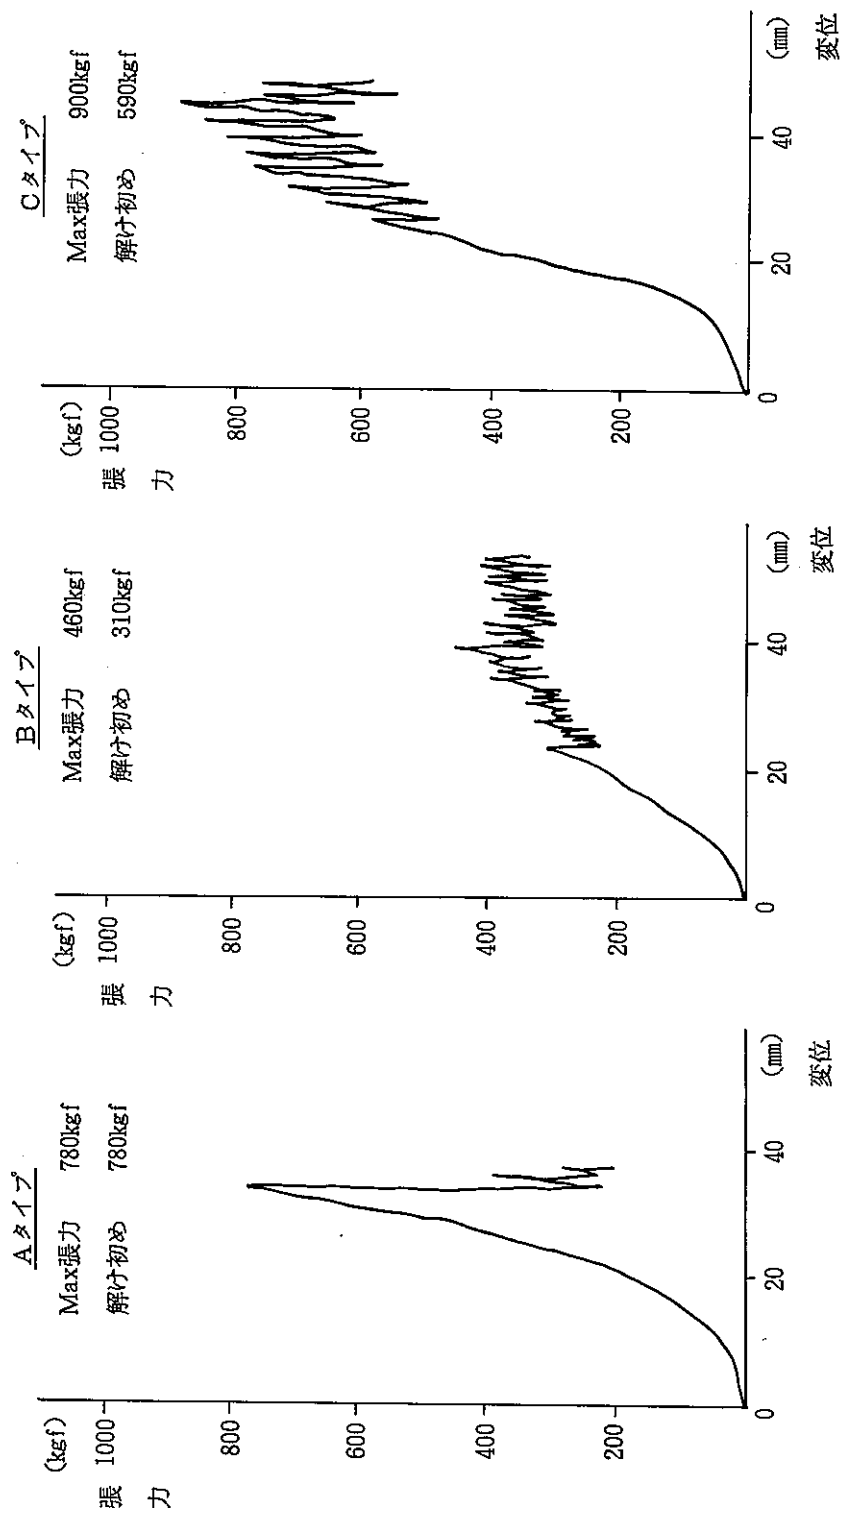 Aタイプ
Max張力 780kgf
解け初め 780kgf
(kgf)
張 1000
力
800
600
400
200
0 20 40 (mm)
変位
Bタイプ
Max張力 460kgf
解け初め 310kgf
(kgf)
張 1000
力
800
600
400
200
0 20 40 (mm)
変位
Cタイプ
Max張力 900kgf
解け初め 590kgf
(kgf)
張 1000
力
800
600
400
200
0 20 40 (mm)
変位